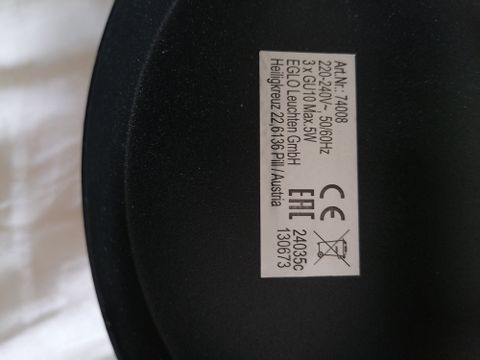 Art.Nr.: 74008
220-240V~, 50/60Hz
3 x GU10 Max.5W
EGLO Leuchten GmbH
Heiligkreuz 22,6136 Pill / Austria
CE
EAC
24035c
130673